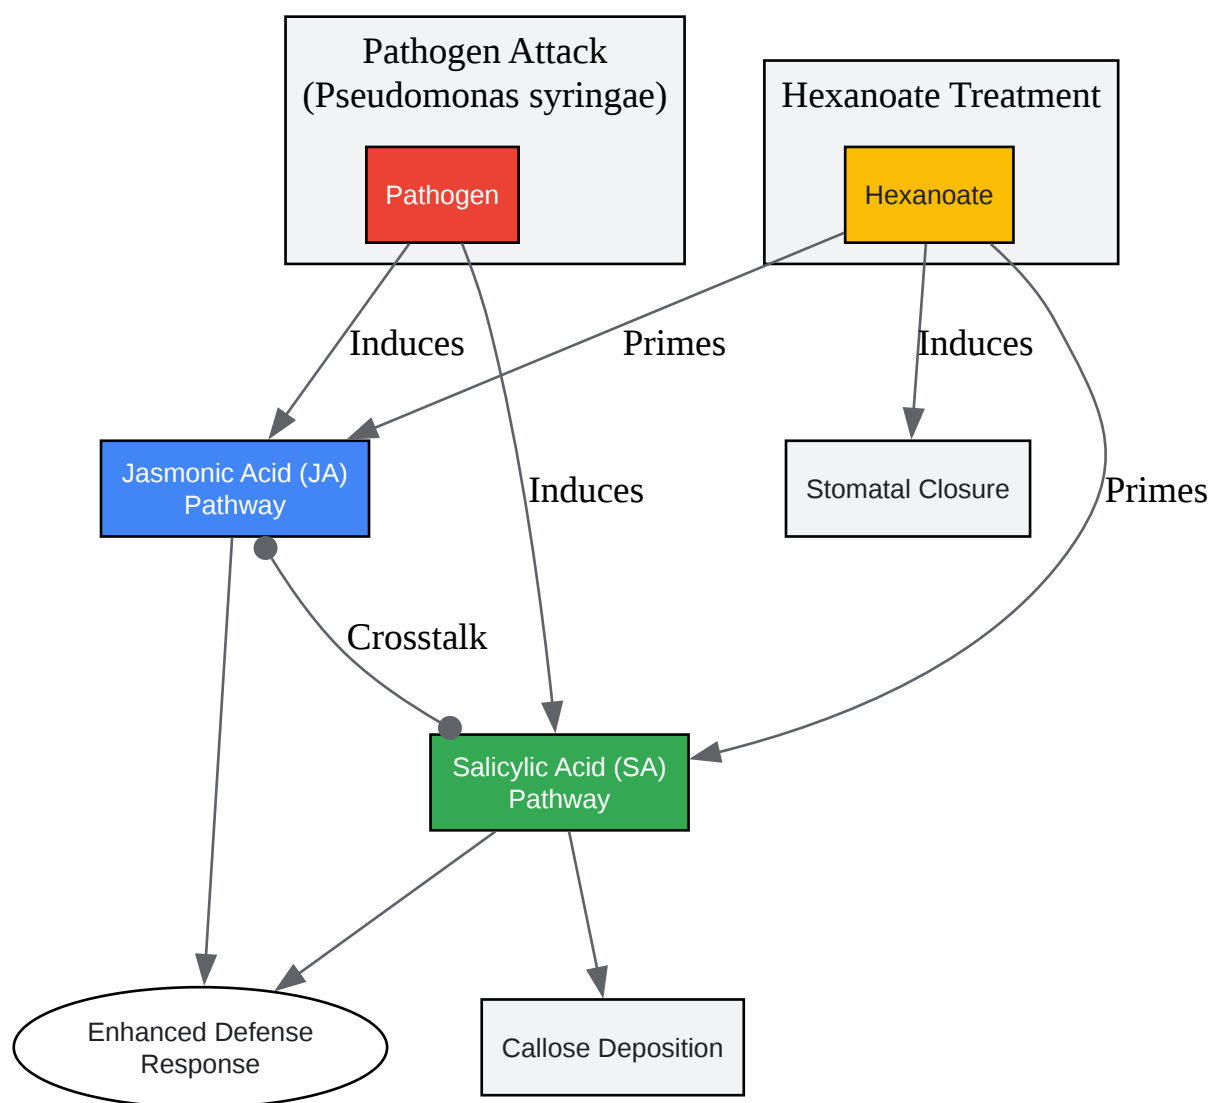 Pathogen Attack
(Pseudomonas syringae)
Hexanoate Treatment
Pathogen
Hexanoate
Induces
Primes
Induces
Jasmonic Acid (JA)
Pathway
Induces
Stomatal Closure
Primes
Crosstalk
Salicylic Acid (SA)
Pathway
Enhanced Defense
Response
Callose Deposition